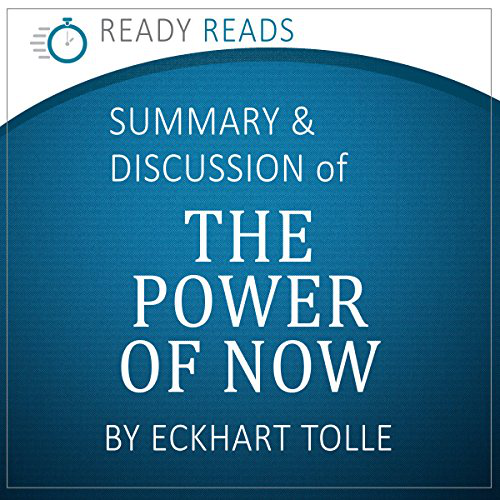 READY READS
SUMMARY &
DISCUSSION of
THE
POWER
OF NOW
BY ECKHART TOLLE